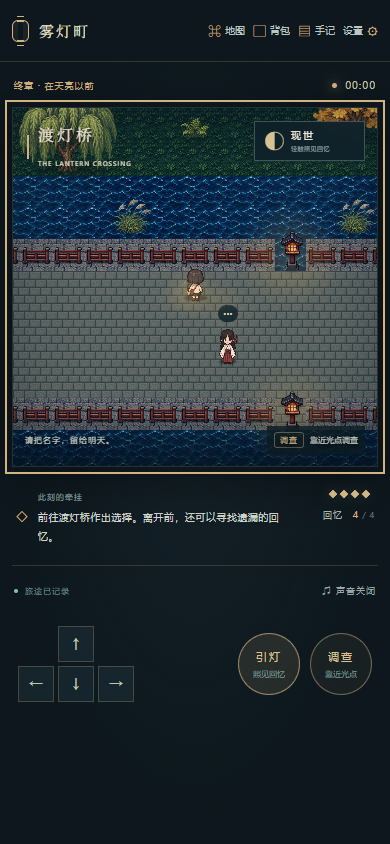 雾灯町
地图 背包 手记 设置
终章 · 在天亮以前
00:00
渡灯桥
THE LANTERN CROSSING
现世
轻触照见回忆
请把名字，留给明天。
调查 靠近光点调查
此刻的牵挂
前往渡灯桥作出选择。离开前，还可以寻找遗漏的回
忆。
回忆 4 / 4
旅途已记录
声音关闭
↑
← ↓ →
引灯
照见回忆
调查
靠近光点